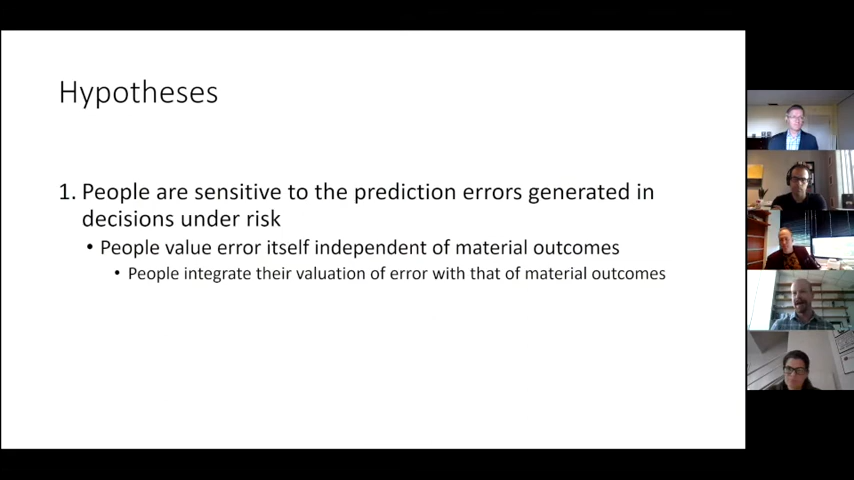 Hypotheses
1. People are sensitive to the prediction errors generated in
decisions under risk
• People value error itself independent of material outcomes
• People integrate their valuation of error with that of material outcomes